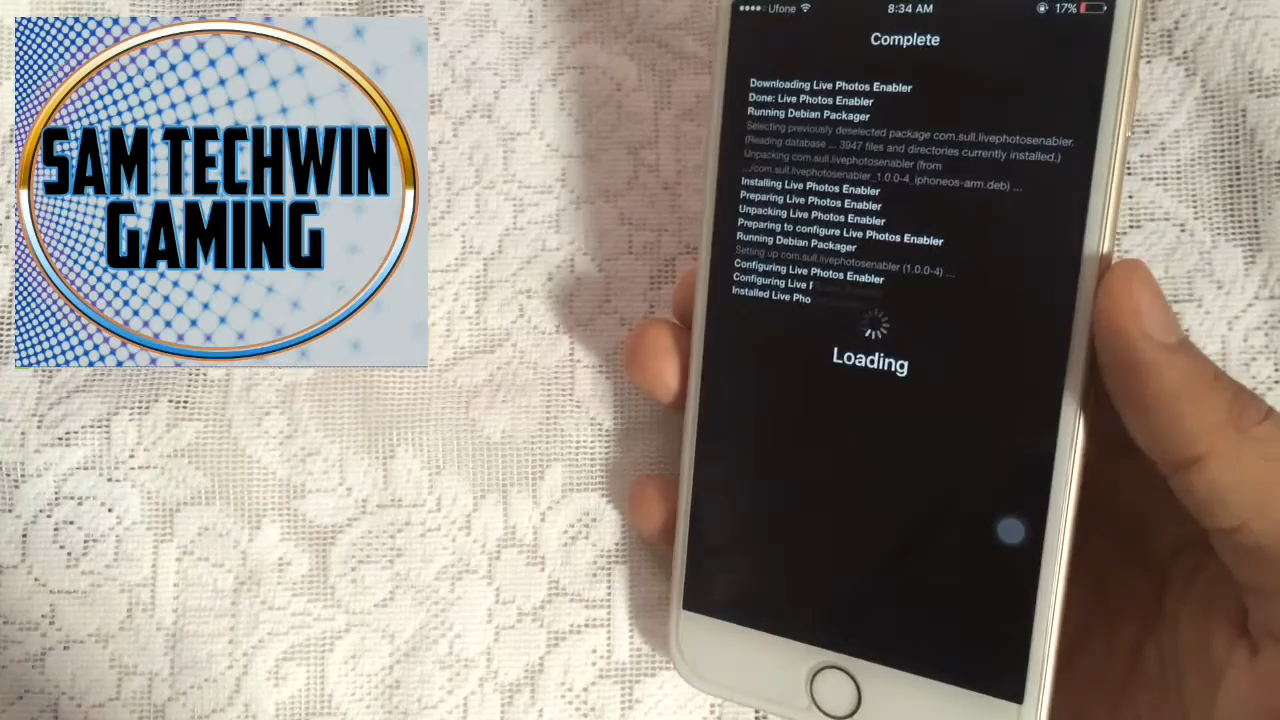 SAM TECHWIN
GAMING
Ufone
8:34 AM
17%
Complete
Downloading Live Photos Enabler
Done: Live Photos Enabler
Running Debian Packager
Selecting previously deselected package com.sull.livephotosenabler.
(Reading database ... 3947 files and directories currently installed.)
Unpacking com.sull.livephotosenabler (from
.../com.sull.livephotosenabler_1.0.0-4_iphoneos-arm.deb) ...
Installing Live Photos Enabler
Preparing Live Photos Enabler
Unpacking Live Photos Enabler
Preparing to configure Live Photos Enabler
Running Debian Packager
Setting up com.sull.livephotosenabler (1.0.0-4) ...
Configuring Live Photos Enabler
Configuring Live
Installed Live Pho
Loading